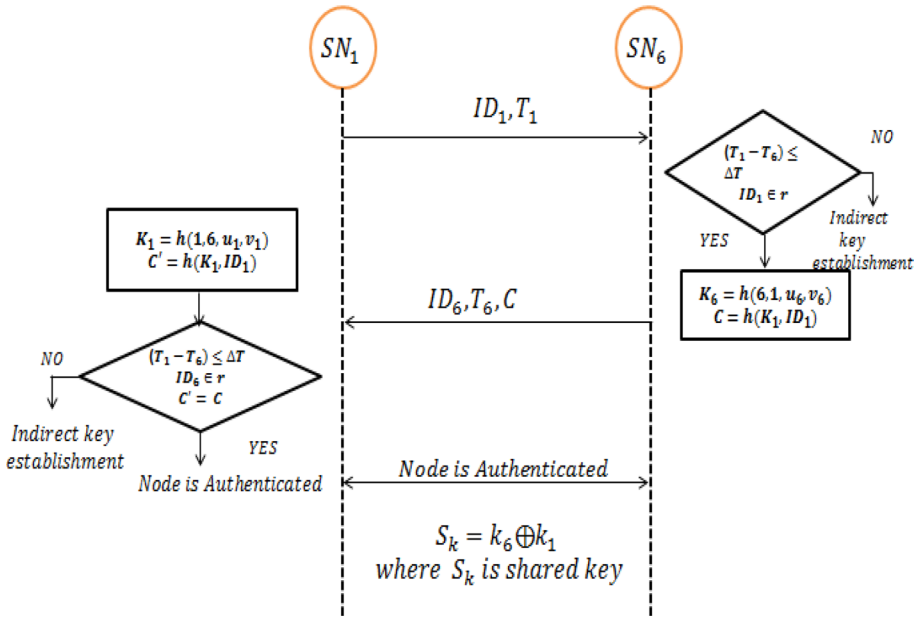 SN₁
SN₆
ID₁,T₁
(T₁ − T₆) ≤
ΔT
ID₁ ∈ r
NO
Indirect
key
establishment
YES
K₆ = h(6,1,u₆,v₆)
C = h(K₁,ID₁)
K₁ = h(1,6,u₁,v₁)
C' = h(K₁,ID₁)
ID₆,T₆,C
(T₁ − T₆) ≤ ΔT
ID₆ ∈ r
C' = C
NO
Indirect key
establishment
YES
Node is Authenticated
Node is Authenticated
Sₖ = k₆⊕k₁
where Sₖ is shared key